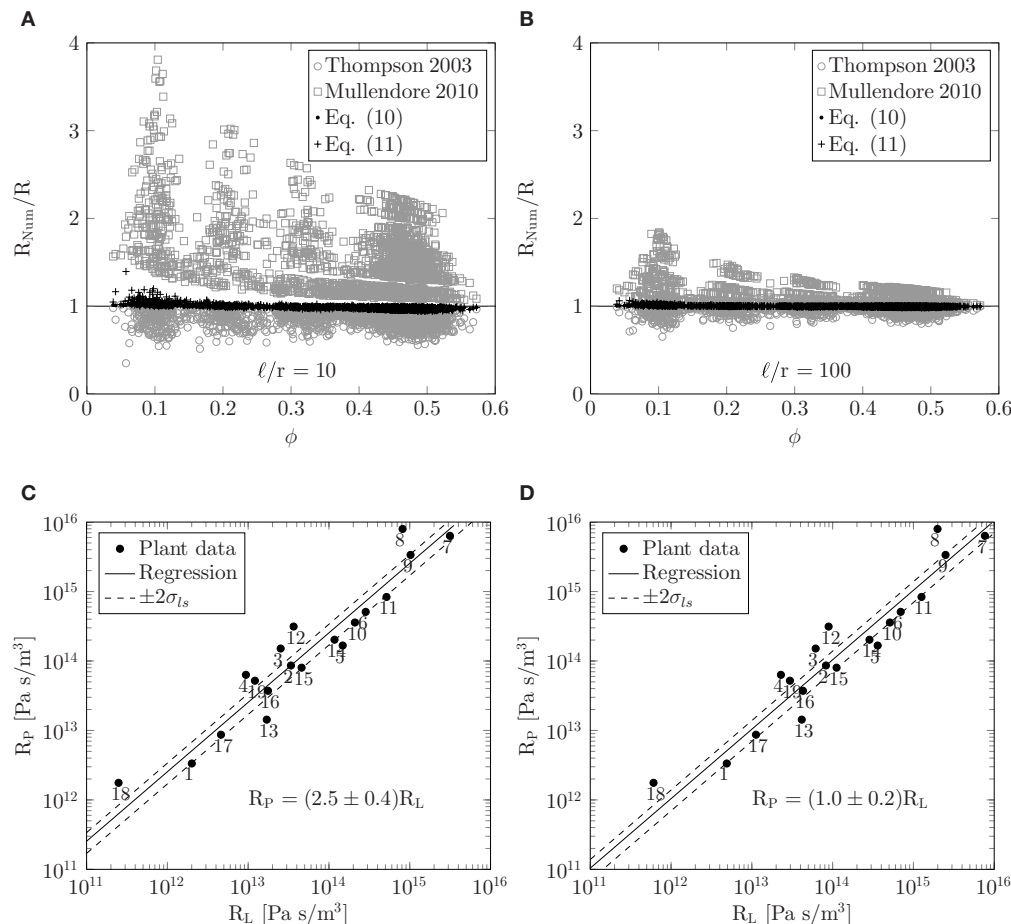 A
4
3
2
1
0
R_Num/R
Thompson 2003
Mullendore 2010
Eq. (10)
Eq. (11)
ℓ/r = 10
0 0.1 0.2 0.3 0.4 0.5 0.6
ϕ
B
4
3
2
1
0
R_Num/R
Thompson 2003
Mullendore 2010
Eq. (10)
Eq. (11)
ℓ/r = 100
0 0.1 0.2 0.3 0.4 0.5 0.6
ϕ
C
10^16
10^15
10^14
10^13
10^12
10^11
R_P [Pa s/m^3]
Plant data
Regression
±2σ_ls
8
7
9
11
12
6
10
3
14
5
2
15
4
19
16
13
17
1
18
R_P = (2.5 ± 0.4)R_L
10^11 10^12 10^13 10^14 10^15 10^16
R_L [Pa s/m^3]
D
10^16
10^15
10^14
10^13
10^12
10^11
R_P [Pa s/m^3]
Plant data
Regression
±2σ_ls
8
7
9
11
12
6
10
3
14
5
2
15
4
19
16
13
17
1
18
R_P = (1.0 ± 0.2)R_L
10^11 10^12 10^13 10^14 10^15 10^16
R_L [Pa s/m^3]